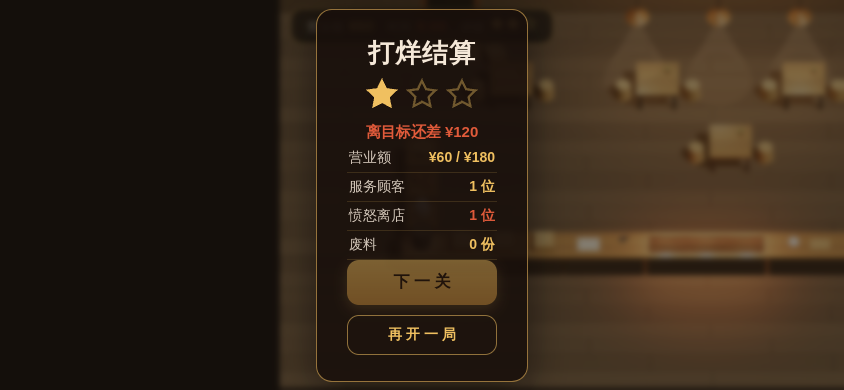 打烊结算
离目标还差 ¥120
营业额 ¥60 / ¥180
服务顾客 1 位
愤怒离店 1 位
废料 0 份
下一关
再开一局